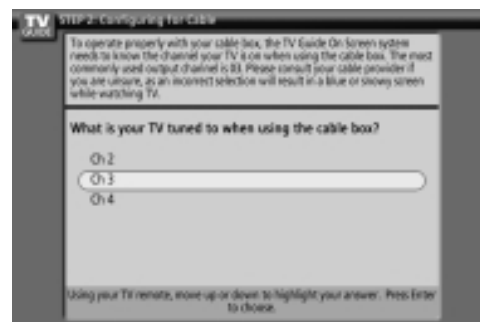 TV
GUIDE
STEP 2: Configuring for Cable
To operate properly with your cable box, the TV Guide On Screen system
needs to know the channel your TV is on when using the cable box. The most
commonly used output channel is 03. Please consult your cable provider if
you are unsure, as an incorrect selection will result in a blue or snowy screen
while watching TV.
What is your TV tuned to when using the cable box?
Ch 2
Ch 3
Ch 4
Using your TV remote, move up or down to highlight your answer. Press Enter
to choose.